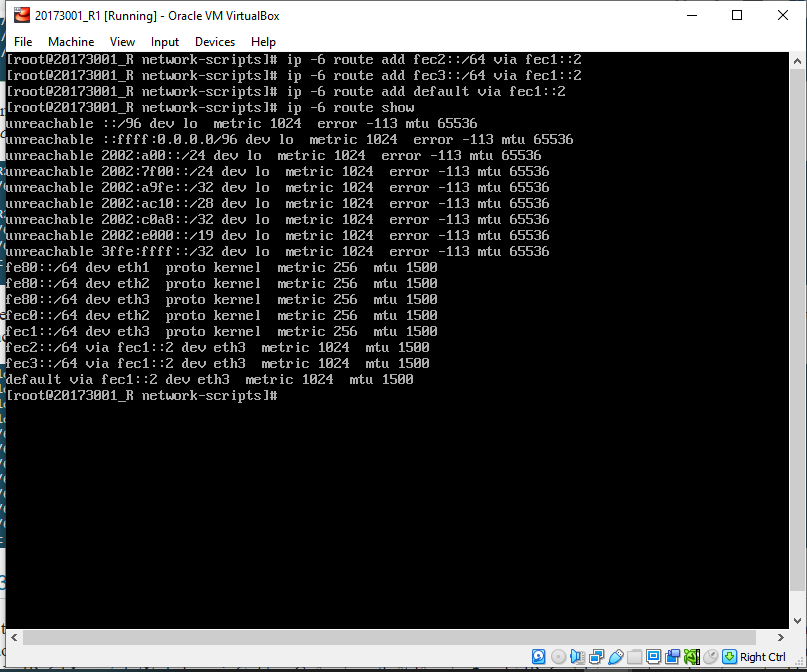 20173001_R1 [Running] - Oracle VM VirtualBox
File Machine View Input Devices Help
[root@20173001_R network-scripts]# ip -6 route add fec2::/64 via fec1::2
[root@20173001_R network-scripts]# ip -6 route add fec3::/64 via fec1::2
[root@20173001_R network-scripts]# ip -6 route add default via fec1::2
[root@20173001_R network-scripts]# ip -6 route show
unreachable ::/96 dev lo  metric 1024  error -113 mtu 65536
unreachable ::ffff:0.0.0.0/96 dev lo  metric 1024  error -113 mtu 65536
unreachable 2002:a00::/24 dev lo  metric 1024  error -113 mtu 65536
unreachable 2002:7f00::/24 dev lo  metric 1024  error -113 mtu 65536
unreachable 2002:a9fe::/32 dev lo  metric 1024  error -113 mtu 65536
unreachable 2002:ac10::/28 dev lo  metric 1024  error -113 mtu 65536
unreachable 2002:c0a8::/32 dev lo  metric 1024  error -113 mtu 65536
unreachable 2002:e000::/19 dev lo  metric 1024  error -113 mtu 65536
unreachable 3ffe:ffff::/32 dev lo  metric 1024  error -113 mtu 65536
fe80::/64 dev eth1  proto kernel  metric 256  mtu 1500
fe80::/64 dev eth2  proto kernel  metric 256  mtu 1500
fe80::/64 dev eth3  proto kernel  metric 256  mtu 1500
fec0::/64 dev eth2  proto kernel  metric 256  mtu 1500
fec1::/64 dev eth3  proto kernel  metric 256  mtu 1500
fec2::/64 via fec1::2 dev eth3  metric 1024  mtu 1500
fec3::/64 via fec1::2 dev eth3  metric 1024  mtu 1500
default via fec1::2 dev eth3  metric 1024  mtu 1500
[root@20173001_R network-scripts]#
Right Ctrl